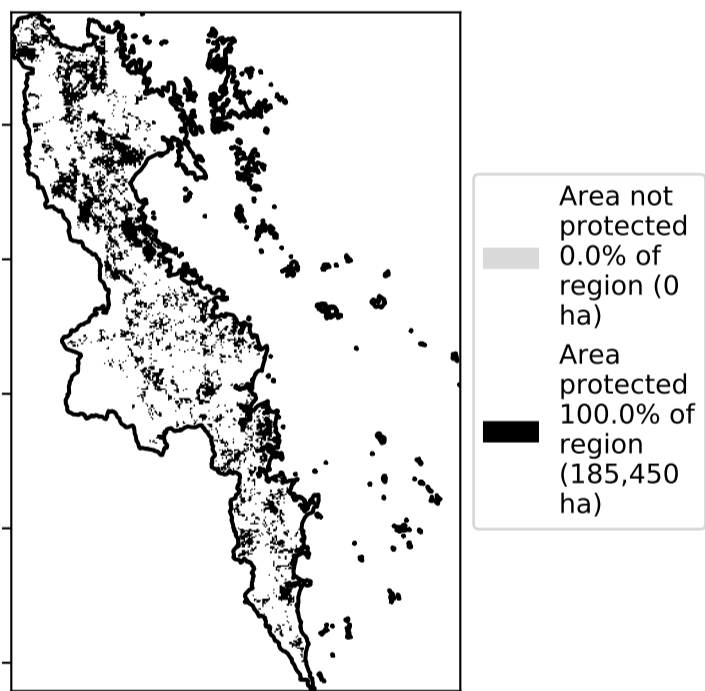 Area not
protected
0.0% of
region (0
ha)
Area
protected
100.0% of
region
(185,450
ha)